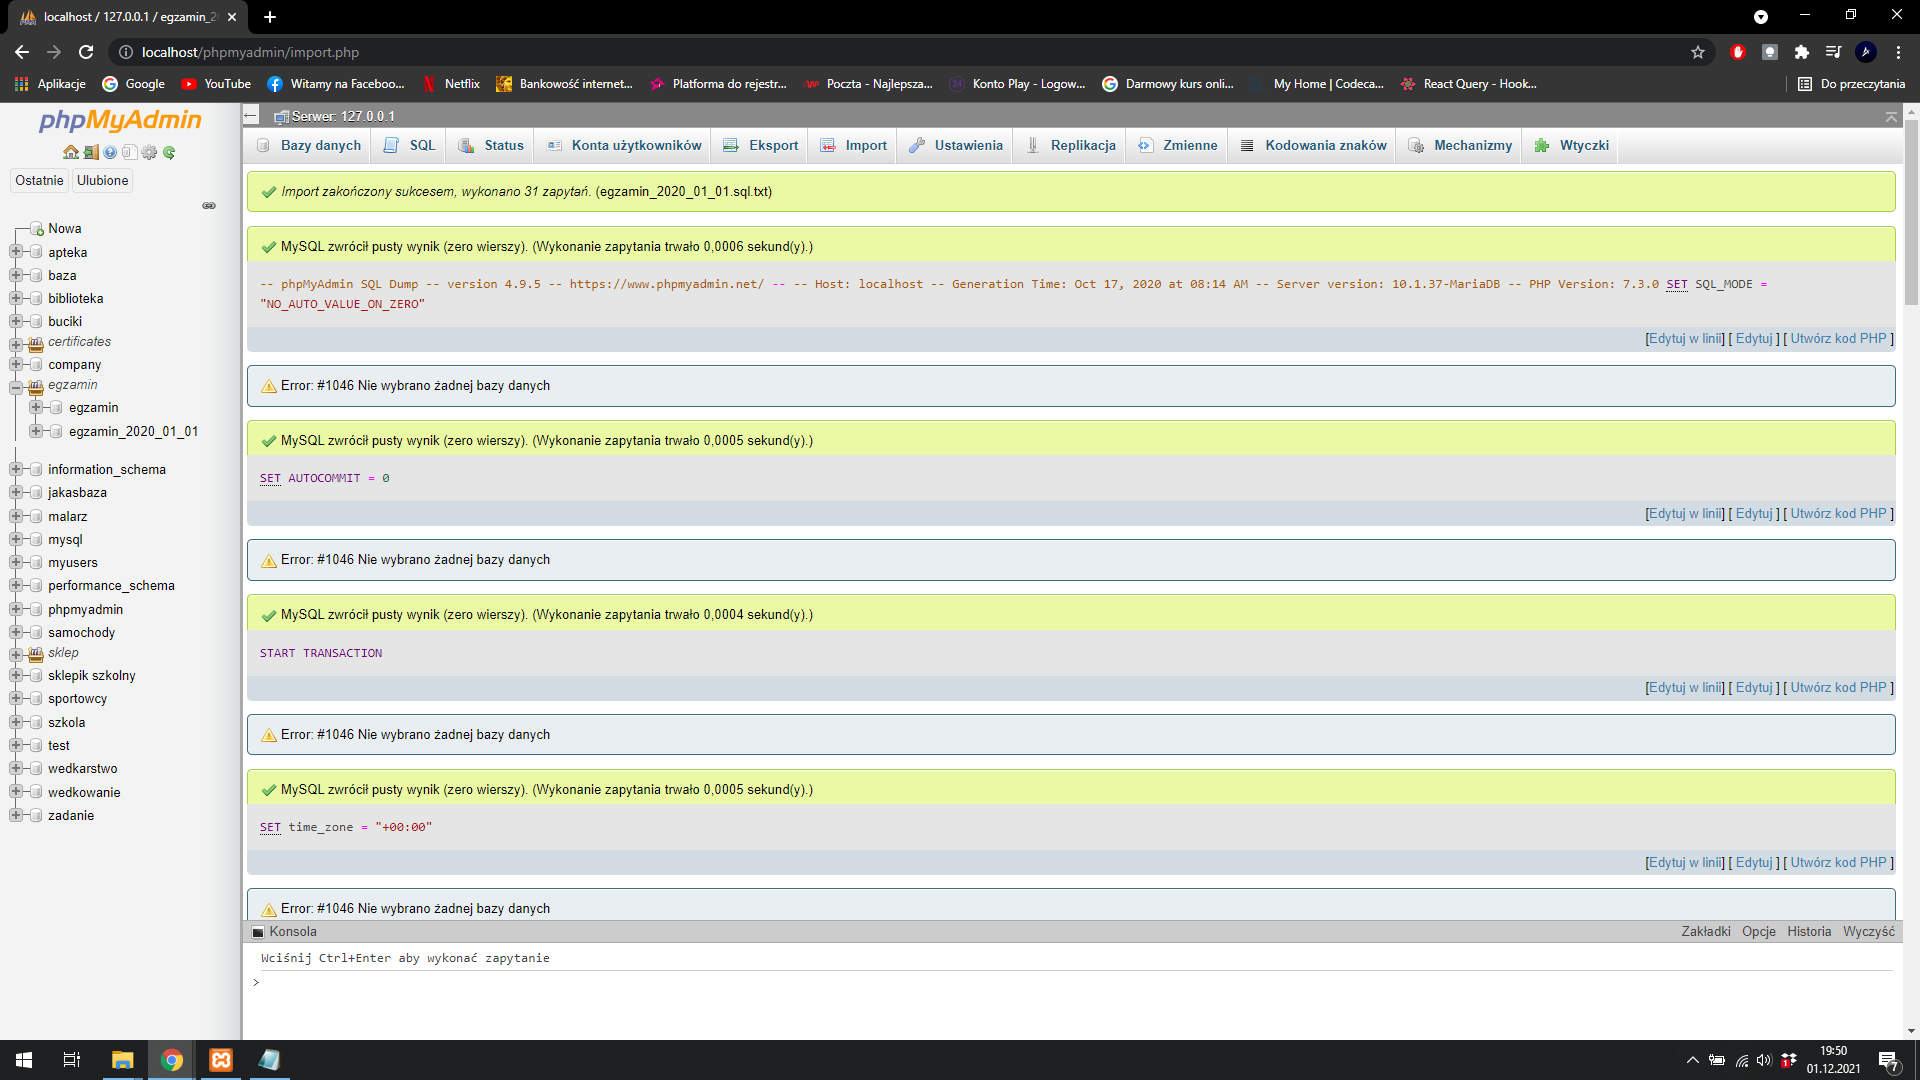 localhost / 127.0.0.1 / egzamin_2
localhost/phpmyadmin/import.php
Aplikacje
Google
YouTube
Witamy na Faceboo...
Netflix
Bankowość internet...
Platforma do rejestr...
Poczta - Najlepsza...
Konto Play - Logow...
Darmowy kurs onli...
My Home | Codeca...
React Query - Hook...
Do przeczytania
phpMyAdmin
Ostatnie
Ulubione
Nowa
apteka
baza
biblioteka
buciki
certificates
company
egzamin
egzamin
egzamin_2020_01_01
information_schema
jakasbaza
malarz
mysql
myusers
performance_schema
phpmyadmin
samochody
sklep
sklepik szkolny
sportowcy
szkola
test
wedkarstwo
wedkowanie
zadanie
Serwer: 127.0.0.1
Bazy danych
SQL
Status
Konta użytkowników
Eksport
Import
Ustawienia
Replikacja
Zmienne
Kodowania znaków
Mechanizmy
Wtyczki
Import zakończony sukcesem, wykonano 31 zapytań. (egzamin_2020_01_01.sql.txt)
MySQL zwrócił pusty wynik (zero wierszy). (Wykonanie zapytania trwało 0,0006 sekund(y).)
-- phpMyAdmin SQL Dump -- version 4.9.5 -- https://www.phpmyadmin.net/ -- -- Host: localhost -- Generation Time: Oct 17, 2020 at 08:14 AM -- Server version: 10.1.37-MariaDB -- PHP Version: 7.3.0 SET SQL_MODE =
"NO_AUTO_VALUE_ON_ZERO"
[Edytuj w linii] [ Edytuj ] [ Utwórz kod PHP ]
Error: #1046 Nie wybrano żadnej bazy danych
MySQL zwrócił pusty wynik (zero wierszy). (Wykonanie zapytania trwało 0,0005 sekund(y).)
SET AUTOCOMMIT = 0
[Edytuj w linii] [ Edytuj ] [ Utwórz kod PHP ]
Error: #1046 Nie wybrano żadnej bazy danych
MySQL zwrócił pusty wynik (zero wierszy). (Wykonanie zapytania trwało 0,0004 sekund(y).)
START TRANSACTION
[Edytuj w linii] [ Edytuj ] [ Utwórz kod PHP ]
Error: #1046 Nie wybrano żadnej bazy danych
MySQL zwrócił pusty wynik (zero wierszy). (Wykonanie zapytania trwało 0,0005 sekund(y).)
SET time_zone = "+00:00"
[Edytuj w linii] [ Edytuj ] [ Utwórz kod PHP ]
Error: #1046 Nie wybrano żadnej bazy danych
Konsola
Zakładki
Opcje
Historia
Wyczyść
Wciśnij Ctrl+Enter aby wykonać zapytanie
>
19:50
01.12.2021
7